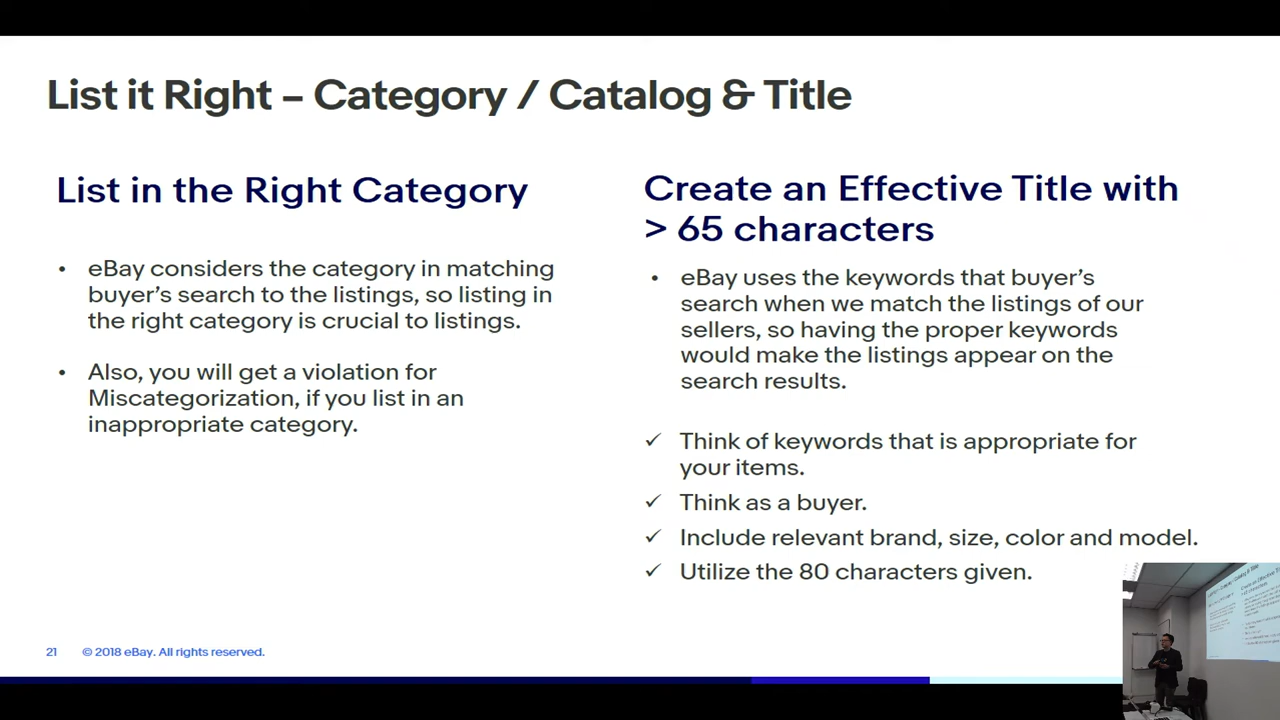 List it Right – Category / Catalog & Title
List in the Right Category
• eBay considers the category in matching
buyer's search to the listings, so listing in
the right category is crucial to listings.
• Also, you will get a violation for
Miscategorization, if you list in an
inappropriate category.
Create an Effective Title with
> 65 characters
• eBay uses the keywords that buyer's
search when we match the listings of our
sellers, so having the proper keywords
would make the listings appear on the
search results.
✓ Think of keywords that is appropriate for
your items.
✓ Think as a buyer.
✓ Include relevant brand, size, color and model.
✓ Utilize the 80 characters given.
21 © 2018 eBay. All rights reserved.